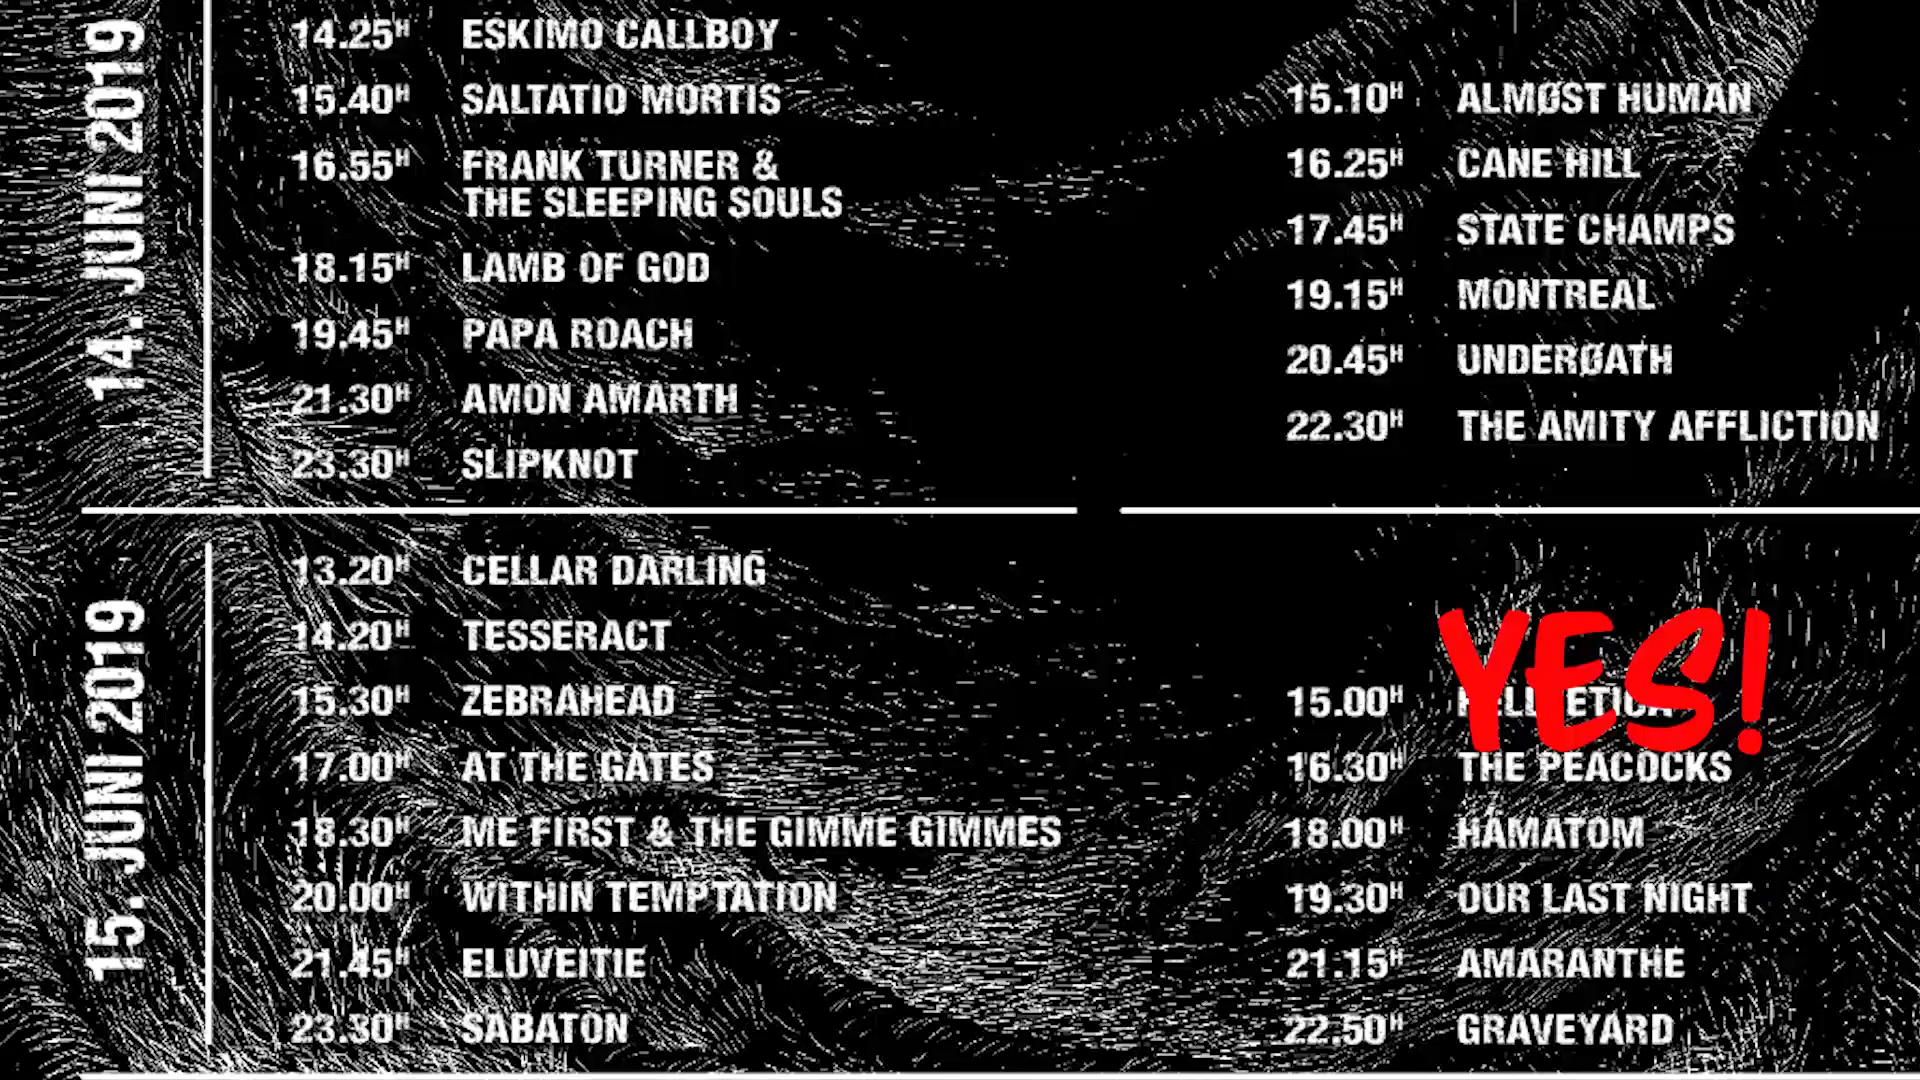 14. JUNI 2019
14.25H ESKIMO CALLBOY
15.40H SALTATIO MORTIS
16.55H FRANK TURNER &
THE SLEEPING SOULS
18.15H LAMB OF GOD
19.45H PAPA ROACH
21.30H AMON AMARTH
23.30H SLIPKNOT
15.10H ALMØST HUMAN
16.25H CANE HILL
17.45H STATE CHAMPS
19.15H MONTREAL
20.45H UNDERØATH
22.30H THE AMITY AFFLICTION
15. JUNI 2019
13.20H CELLAR DARLING
14.20H TESSERACT
15.30H ZEBRAHEAD
17.00H AT THE GATES
18.30H ME FIRST & THE GIMME GIMMES
20.00H WITHIN TEMPTATION
21.45H ELUVEITIE
23.30H SABATON
YES!
15.00H
16.30H THE PEACOCKS
18.00H HÄMATOM
19.30H OUR LAST NIGHT
21.15H AMARANTHE
22.50H GRAVEYARD